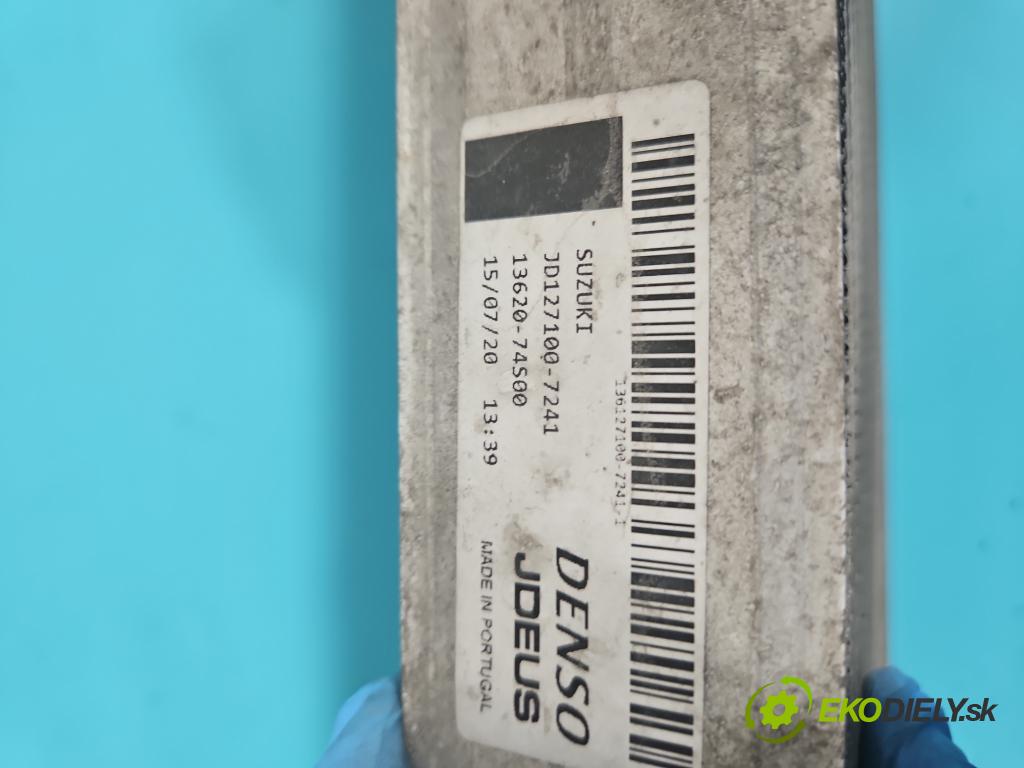 136127100-7241/1
SUZUKI
JD127100-7241
13620-74S00
15/07/20 13:39
DENSO
JDEUS
MADE IN PORTUGAL
EKODIELY.sk